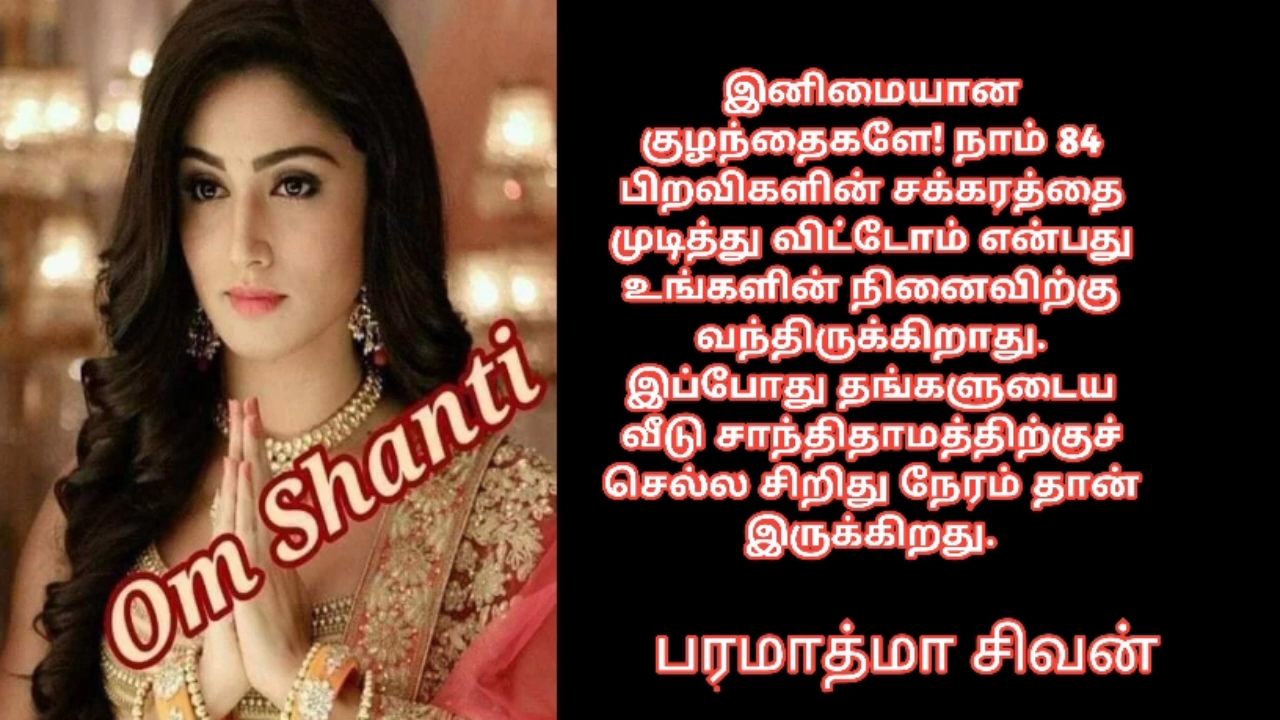 Om Shanti
இனிமையான
குழந்தைகளே! நாம் 84
பிறவிகளின் சக்கரத்தை
முடித்து விட்டோம் என்பது
உங்களின் நினைவிற்கு
வந்திருக்கிறாது.
இப்போது தங்களுடைய
வீடு சாந்திதாமத்திற்குச்
செல்ல சிறிது நேரம் தான்
இருக்கிறது.
பரமாத்மா சிவன்